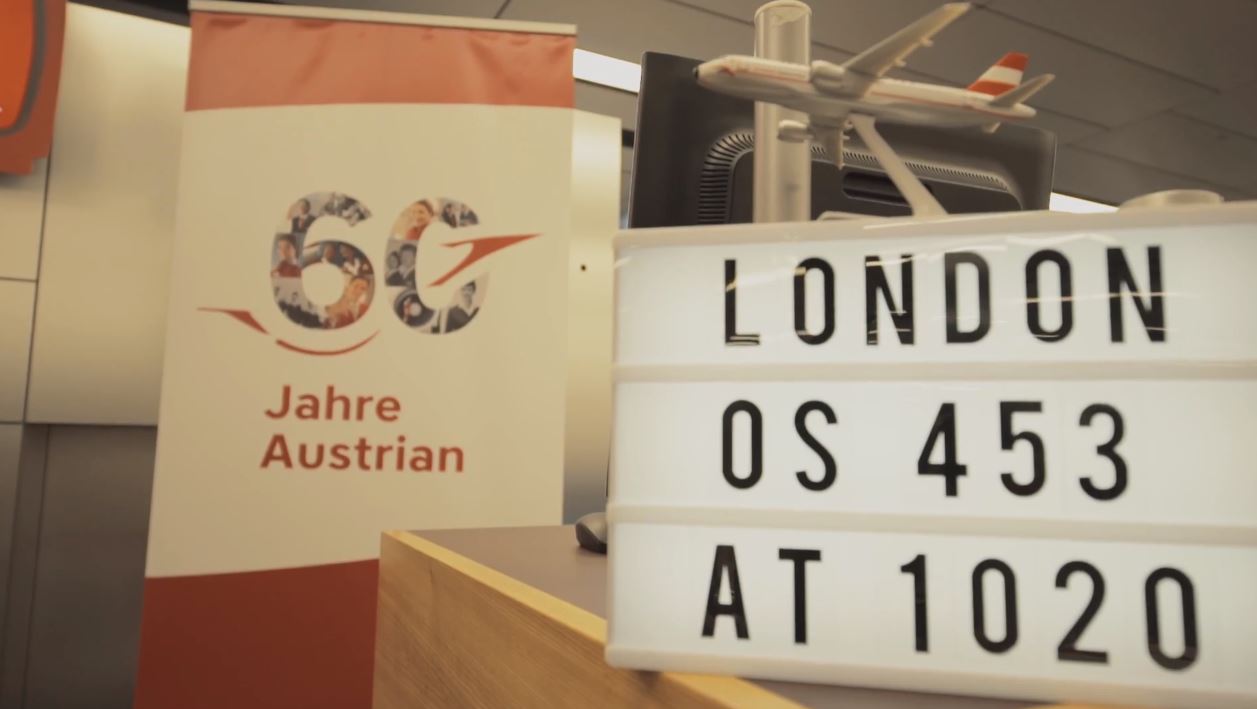 60
Jahre
Austrian
LONDON
OS 453
AT 1020